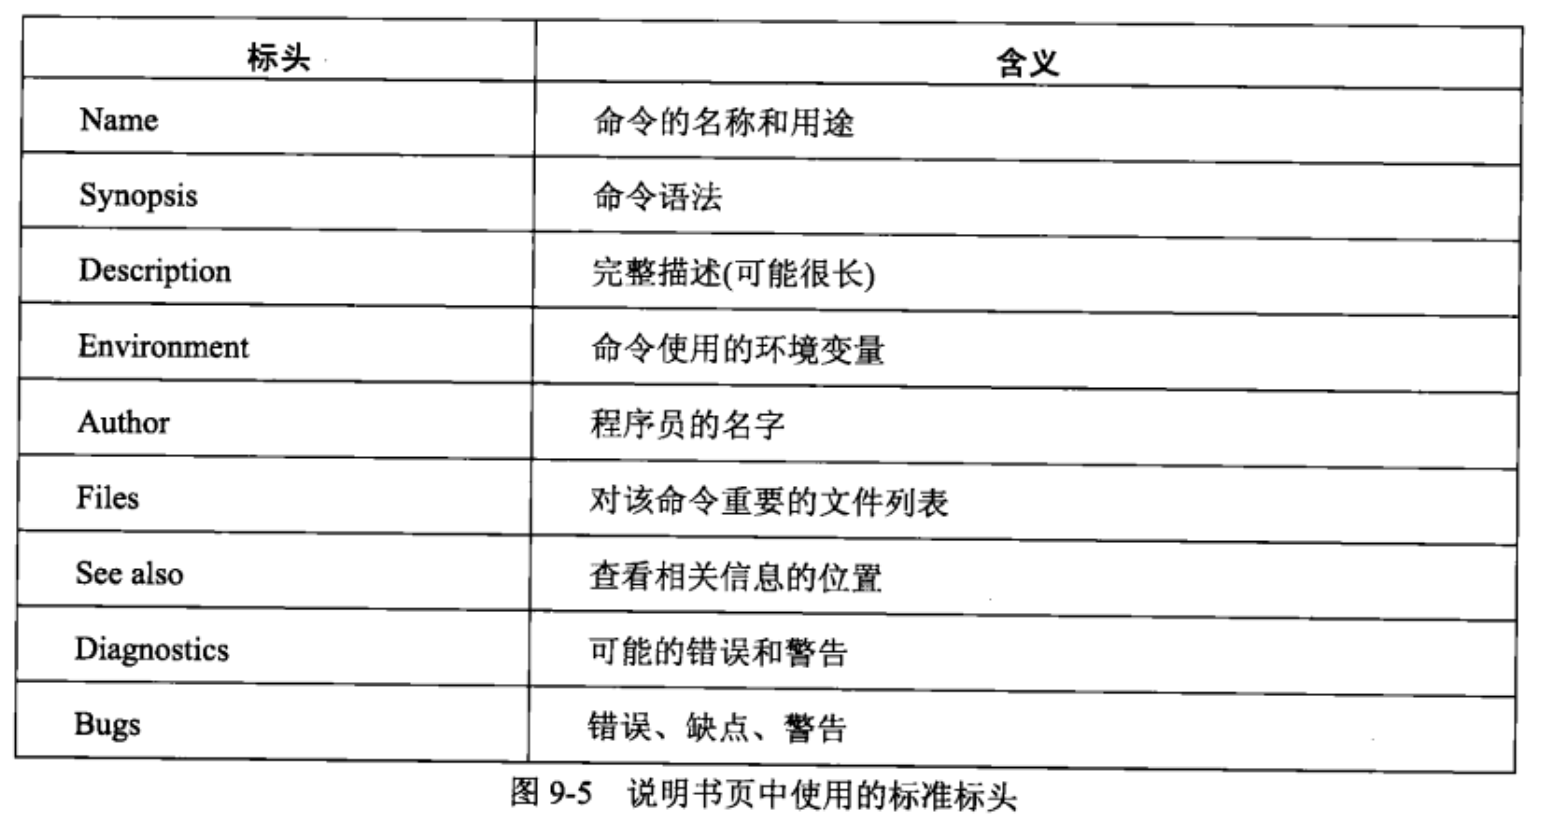 标头 含义
Name 命令的名称和用途
Synopsis 命令语法
Description 完整描述(可能很长)
Environment 命令使用的环境变量
Author 程序员的名字
Files 对该命令重要的文件列表
See also 查看相关信息的位置
Diagnostics 可能的错误和警告
Bugs 错误、缺点、警告
图 9-5 说明书页中使用的标准标头